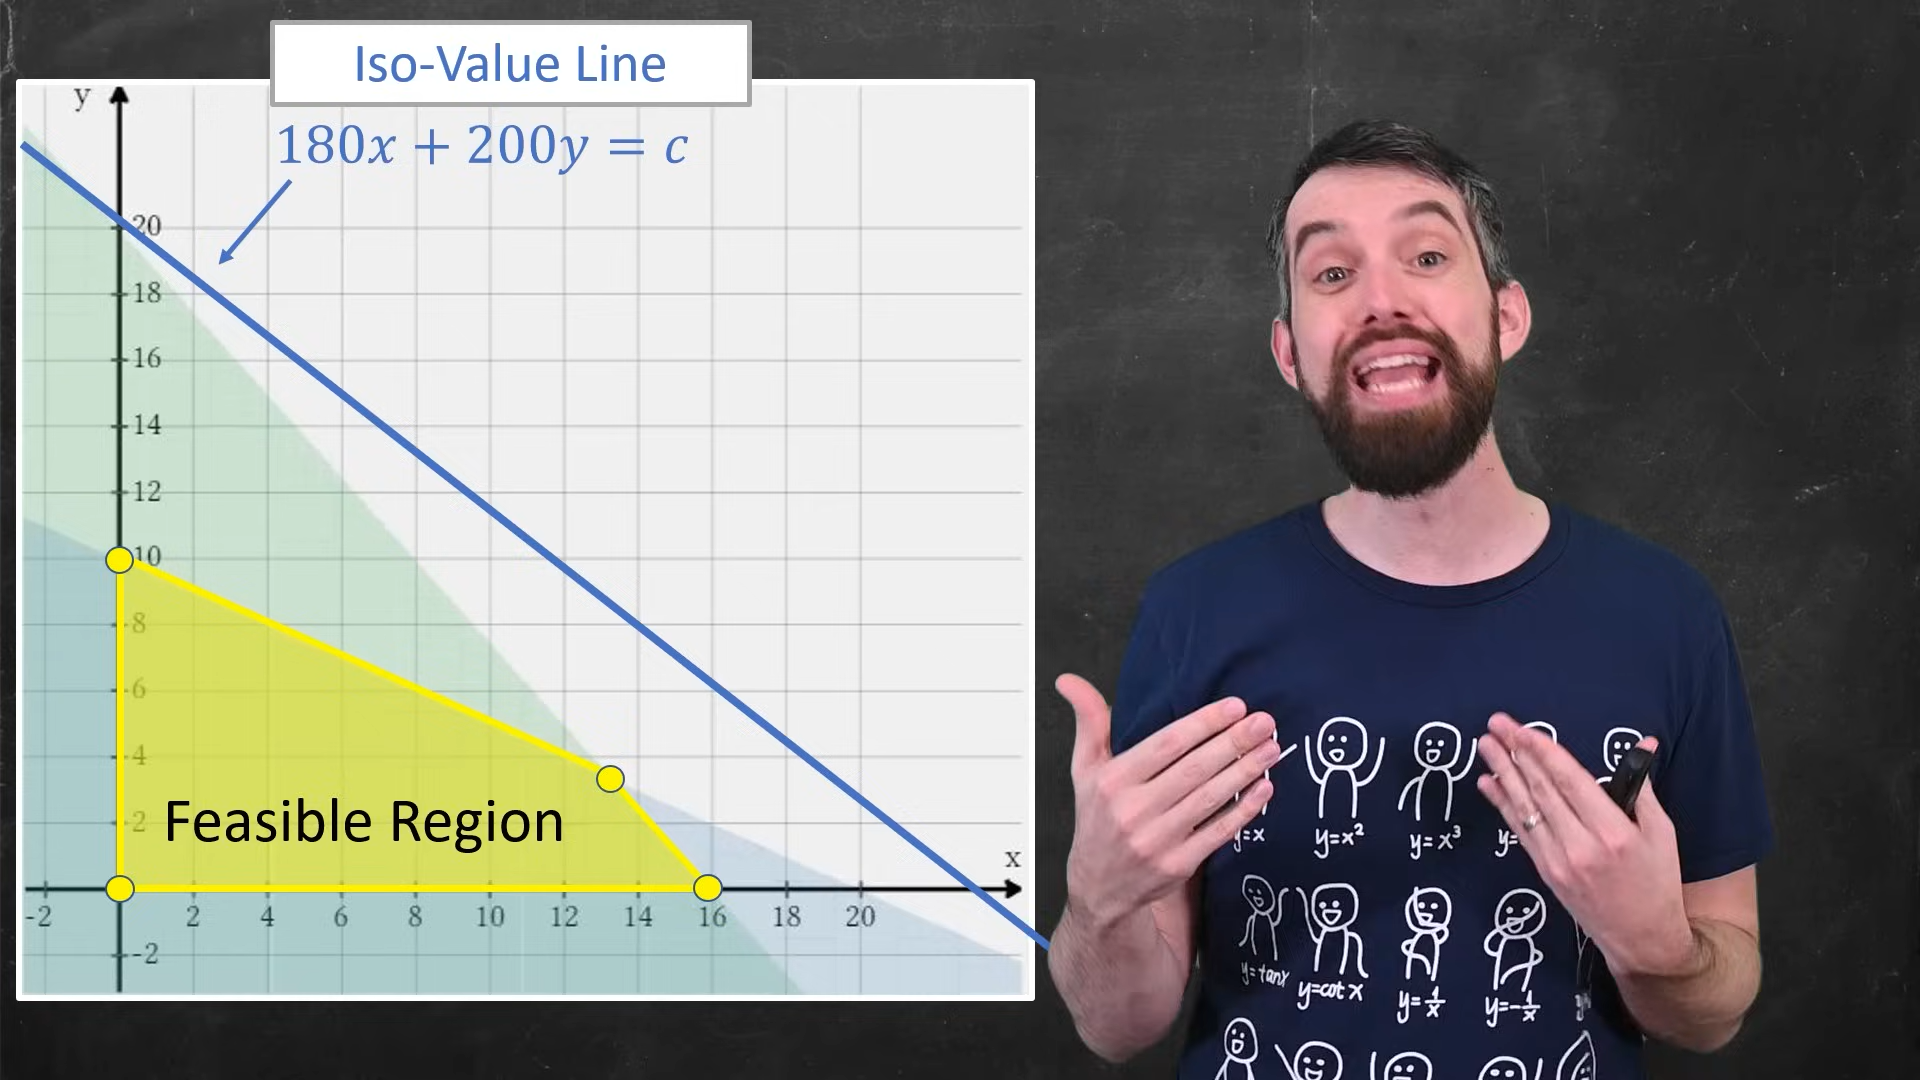 Iso-Value Line
y
180x + 200y = c
20
18
16
14
12
10
8
6
4
2
Feasible Region
x
-2 2 4 6 8 10 12 14 16 18 20
-2
y=x y=x² y=x³ y=
y=tanx y=cot x y=1/x y=-1/x